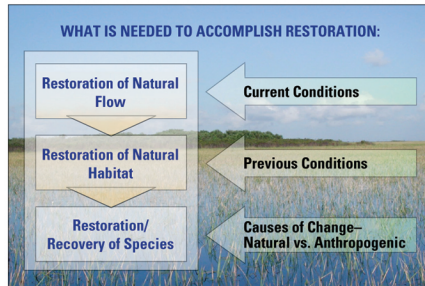 WHAT IS NEEDED TO ACCOMPLISH RESTORATION:
Restoration of Natural
Flow
Current Conditions
Restoration of Natural
Habitat
Previous Conditions
Restoration/
Recovery of Species
Causes of Change–
Natural vs. Anthropogenic